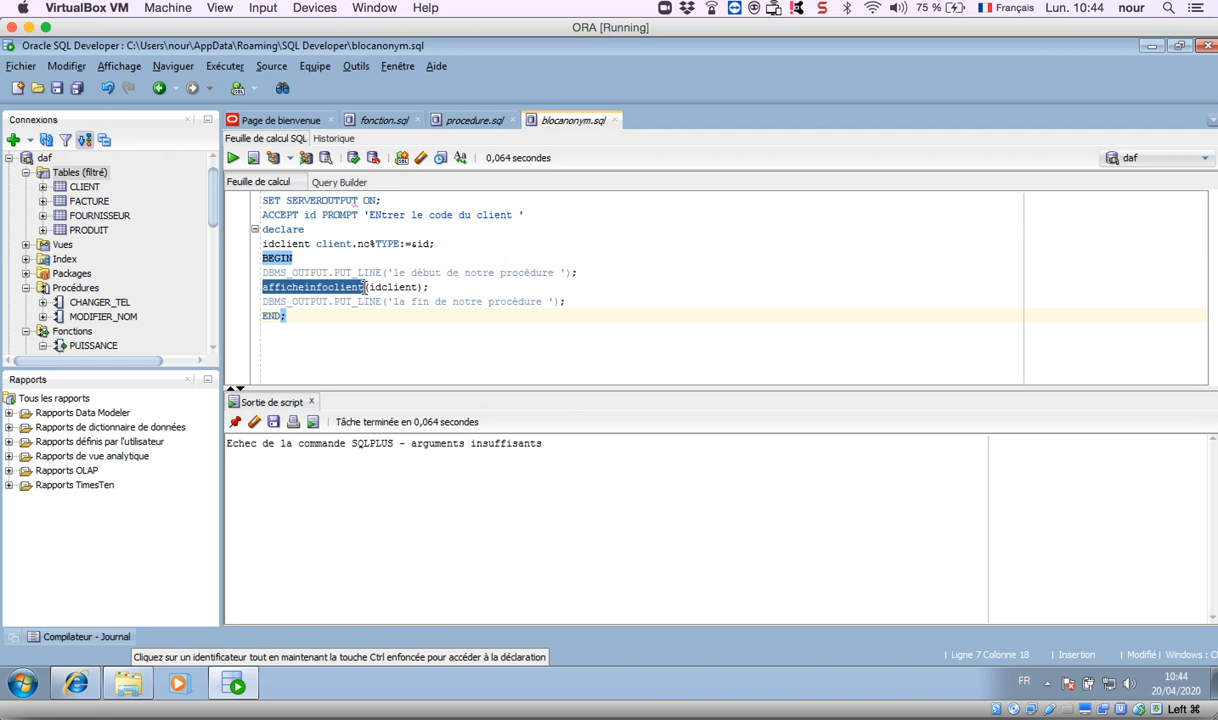 VirtualBox VM Machine View Input Devices Window Help 75 % Français Lun. 10:44 nour
ORA [Running]
Oracle SQL Developer : C:\Users\nour\AppData\Roaming\SQL Developer\blocanonym.sql
Fichier Modifier Affichage Naviguer Exécuter Source Equipe Outils Fenêtre Aide
Connexions
Page de bienvenue fonction.sql procedure.sql blocanonym.sql
Feuille de calcul SQL Historique
0,064 secondes
daf
Feuille de calcul Query Builder
daf
Tables (filtré)
CLIENT
FACTURE
FOURNISSEUR
PRODUIT
Vues
Index
Packages
Procédures
CHANGER_TEL
MODIFIER_NOM
Fonctions
PUISSANCE
SET SERVEROUTPUT ON;
ACCEPT id PROMPT 'ENtrer le code du client '
declare
idclient client.nc%TYPE:=&id;
BEGIN
DBMS_OUTPUT.PUT_LINE('le début de notre procédure ');
afficheinfoclient(idclient);
DBMS_OUTPUT.PUT_LINE('la fin de notre procédure ');
END;
Rapports
Tous les rapports
Rapports Data Modeler
Rapports de dictionnaire de données
Rapports définis par l'utilisateur
Rapports de vue analytique
Rapports OLAP
Rapports TimesTen
Sortie de script
Tâche terminée en 0,064 secondes
Echec de la commande SQLPLUS - arguments insuffisants
Compilateur - Journal
Cliquez sur un identificateur tout en maintenant la touche Ctrl enfoncée pour accéder à la déclaration
Ligne 7 Colonne 18 Insertion Modifié Windows : C
FR
10:44
20/04/2020
Left ⌘